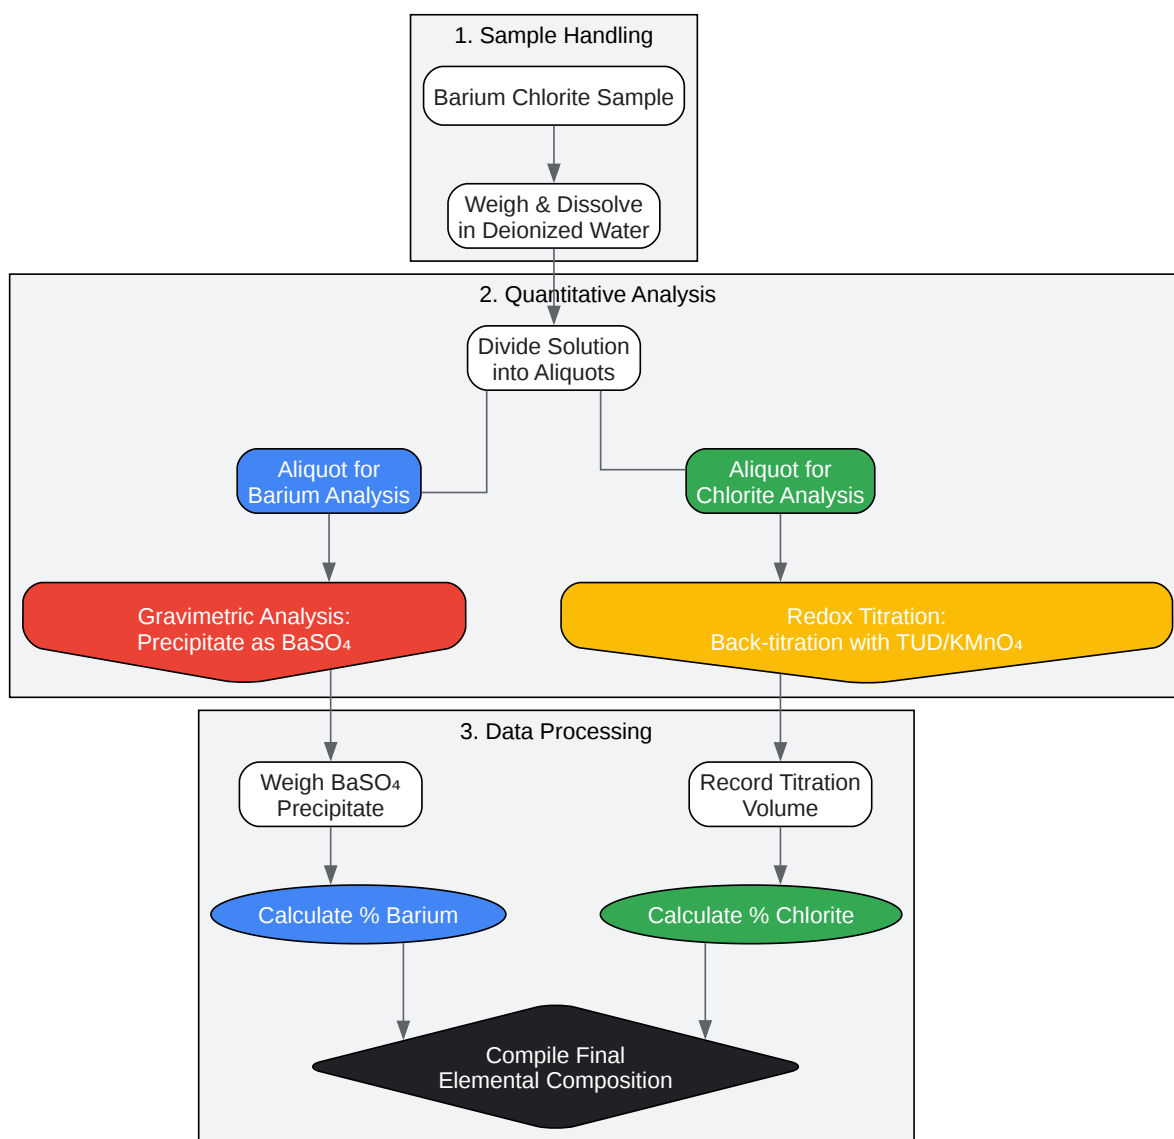 1. Sample Handling
Barium Chlorite Sample
Weigh & Dissolve
in Deionized Water
2. Quantitative Analysis
Divide Solution
into Aliquots
Aliquot for
Barium Analysis
Aliquot for
Chlorite Analysis
Gravimetric Analysis:
Precipitate as BaSO₄
Redox Titration:
Back-titration with TUD/KMnO₄
3. Data Processing
Weigh BaSO₄
Precipitate
Record Titration
Volume
Calculate % Barium
Calculate % Chlorite
Compile Final
Elemental Composition